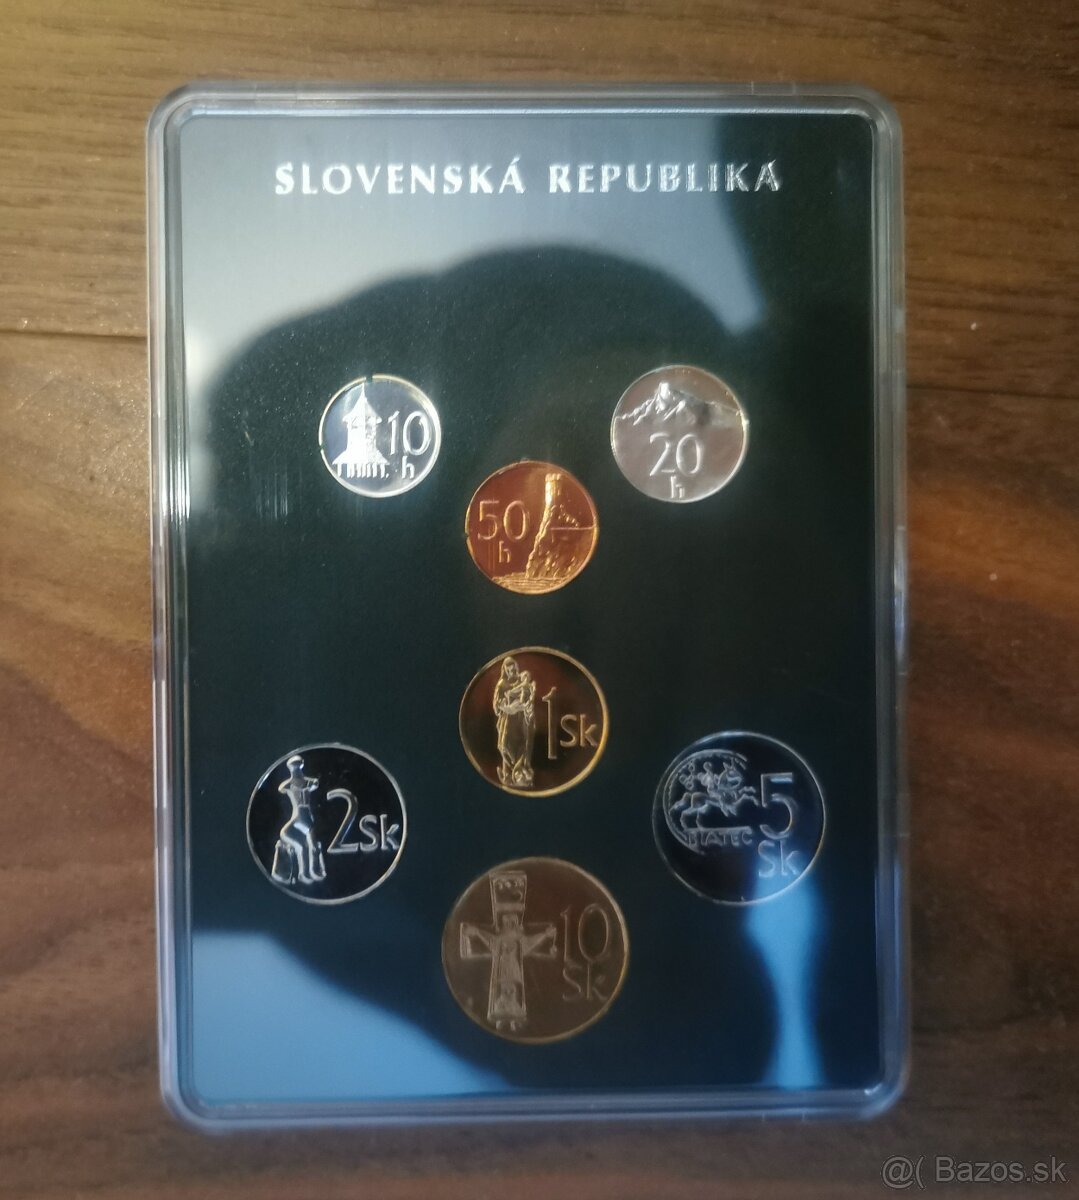 SLOVENSKÁ REPUBLIKA
10
h
20
h
50
h
1Sk
2Sk
BIATEC
5
Sk
10
Sk
@( Bazos.sk